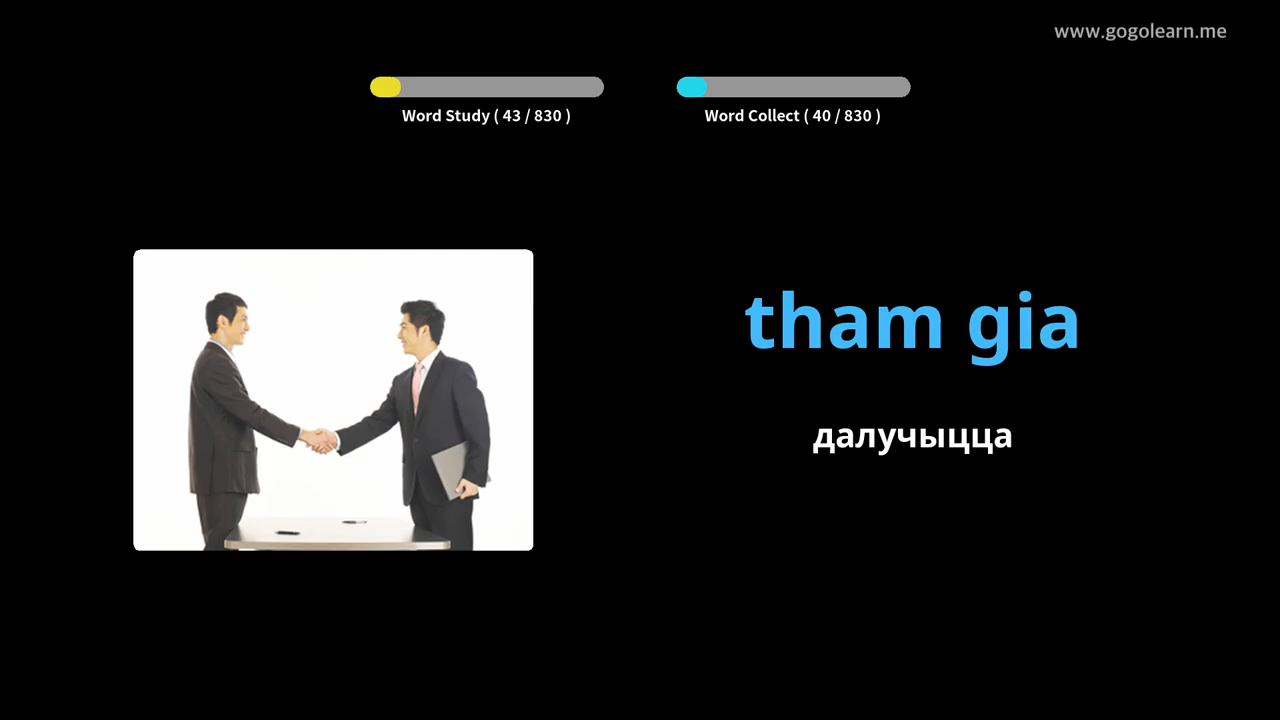 www.gogolearn.me
Word Study ( 43 / 830 )
Word Collect ( 40 / 830 )
tham gia
далучыцца